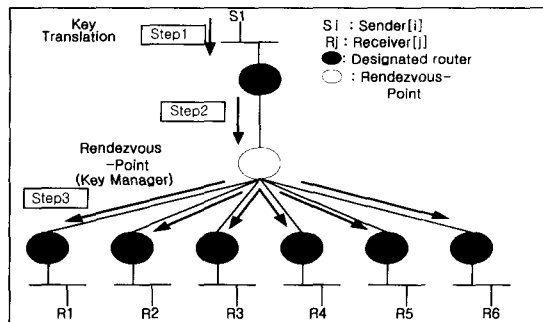 Key
Translation
Step1
S1
Si : Sender[i]
Rj : Receiver[j]
: Designated router
: Rendezvous-
Point
Step2
Rendezvous
-Point
(Key Manager)
Step3
R1 R2 R3 R4 R5 R6